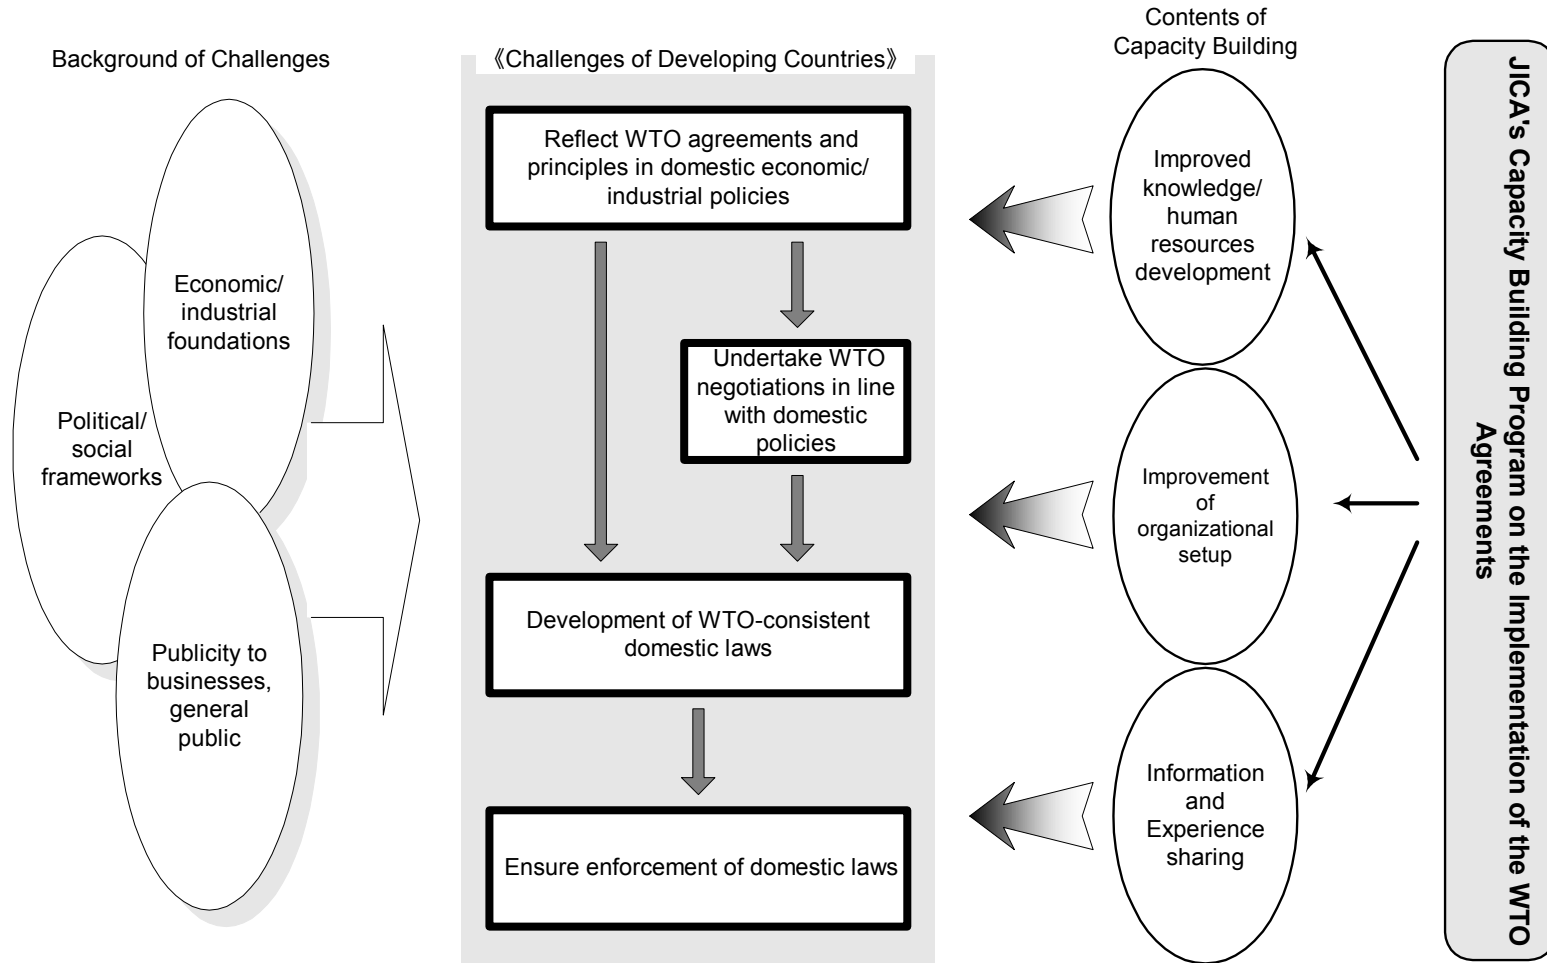 Background of Challenges
Economic/
industrial
foundations
Political/
social
frameworks
Publicity to
businesses,
general
public
《Challenges of Developing Countries》
Reflect WTO agreements and
principles in domestic economic/
industrial policies
Undertake WTO
negotiations in line
with domestic
policies
Development of WTO-consistent
domestic laws
Ensure enforcement of domestic laws
Contents of
Capacity Building
Improved
knowledge/
human
resources
development
Improvement
of
organizational
setup
Information
and
Experience
sharing
JICA's Capacity Building Program on the Implementation of the WTO
Agreements